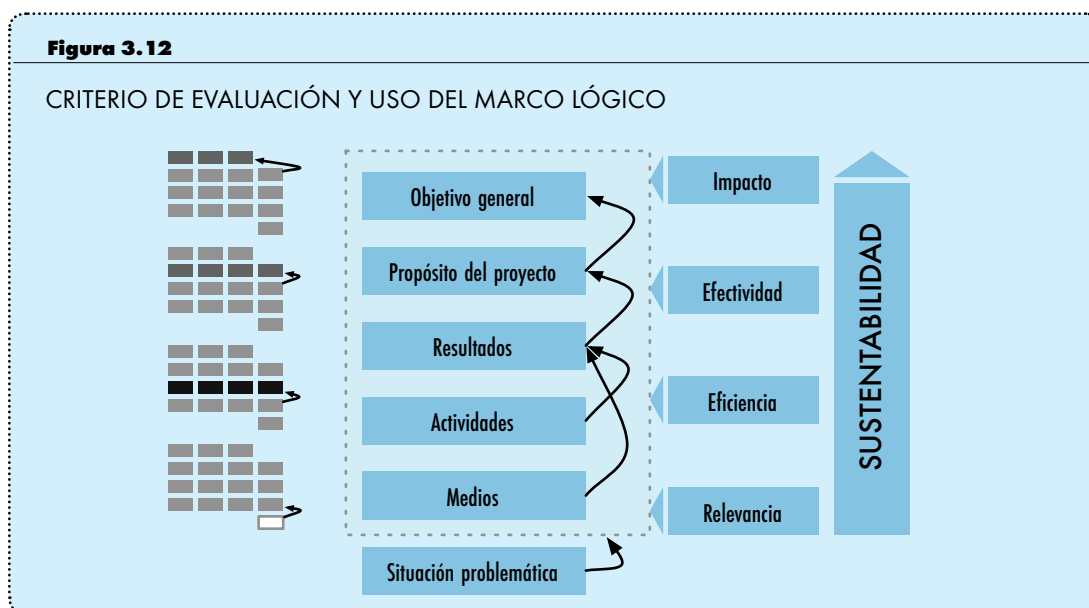 Figura 3.12
CRITERIO DE EVALUACIÓN Y USO DEL MARCO LÓGICO
Objetivo general
Propósito del proyecto
Resultados
Actividades
Medios
Situación problemática
Impacto
Efectividad
Eficiencia
Relevancia
SUSTENTABILIDAD